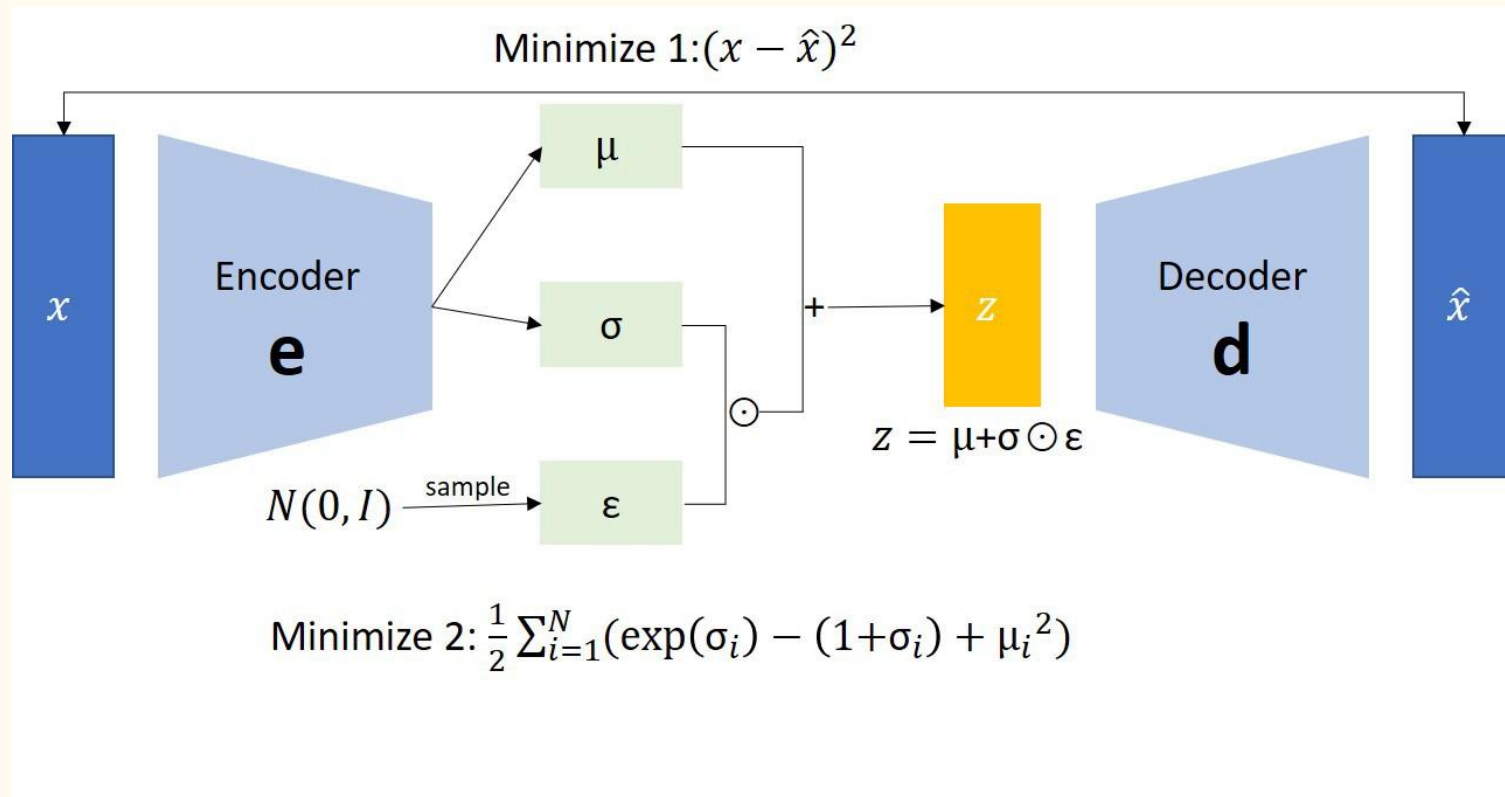 Minimize 1:(x − x̂)²
μ
Encoder
e
x
σ
+
z
Decoder
d
x̂
⊙
z = μ+σ⊙ε
N(0, I)
sample
ε
Minimize 2: ½ ∑ᵢ₌₁ᴺ(exp(σᵢ) − (1+σᵢ) + μᵢ²)